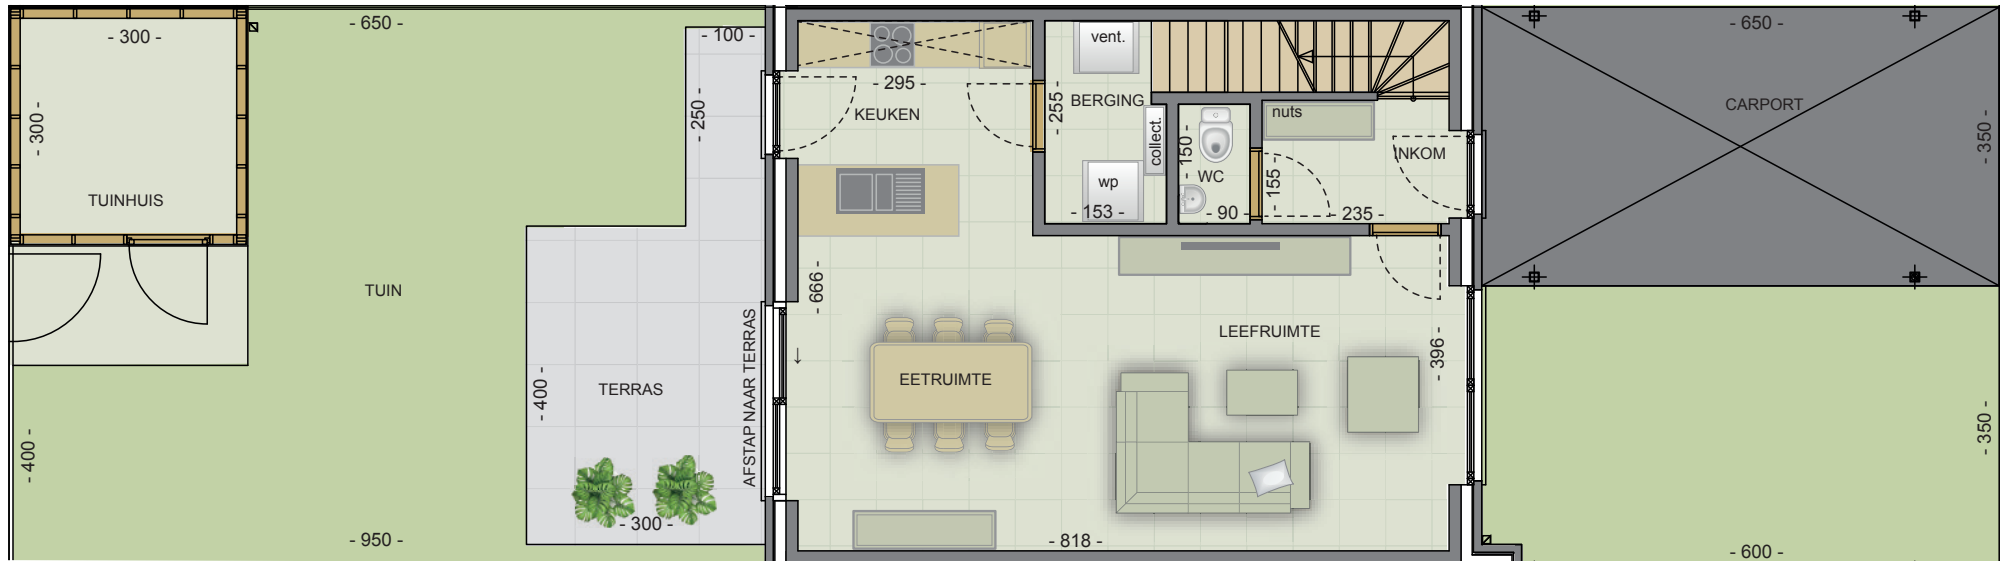 - 300 -
- 300 -
TUINHUIS
- 650 -
- 100 -
- 250 -
TUIN
- 400 -
- 950 -
- 400 -
TERRAS
- 300 -
AFSTAP NAAR TERRAS
- 295 -
KEUKEN
- 666 -
EETRUIMTE
- 818 -
vent.
- 255 -
BERGING
collect.
wp
- 153 -
- 150 -
WC
- 90 -
nuts
- 155 -
INKOM
- 235 -
LEEFRUIMTE
- 396 -
- 650 -
CARPORT
- 350 -
- 350 -
- 600 -